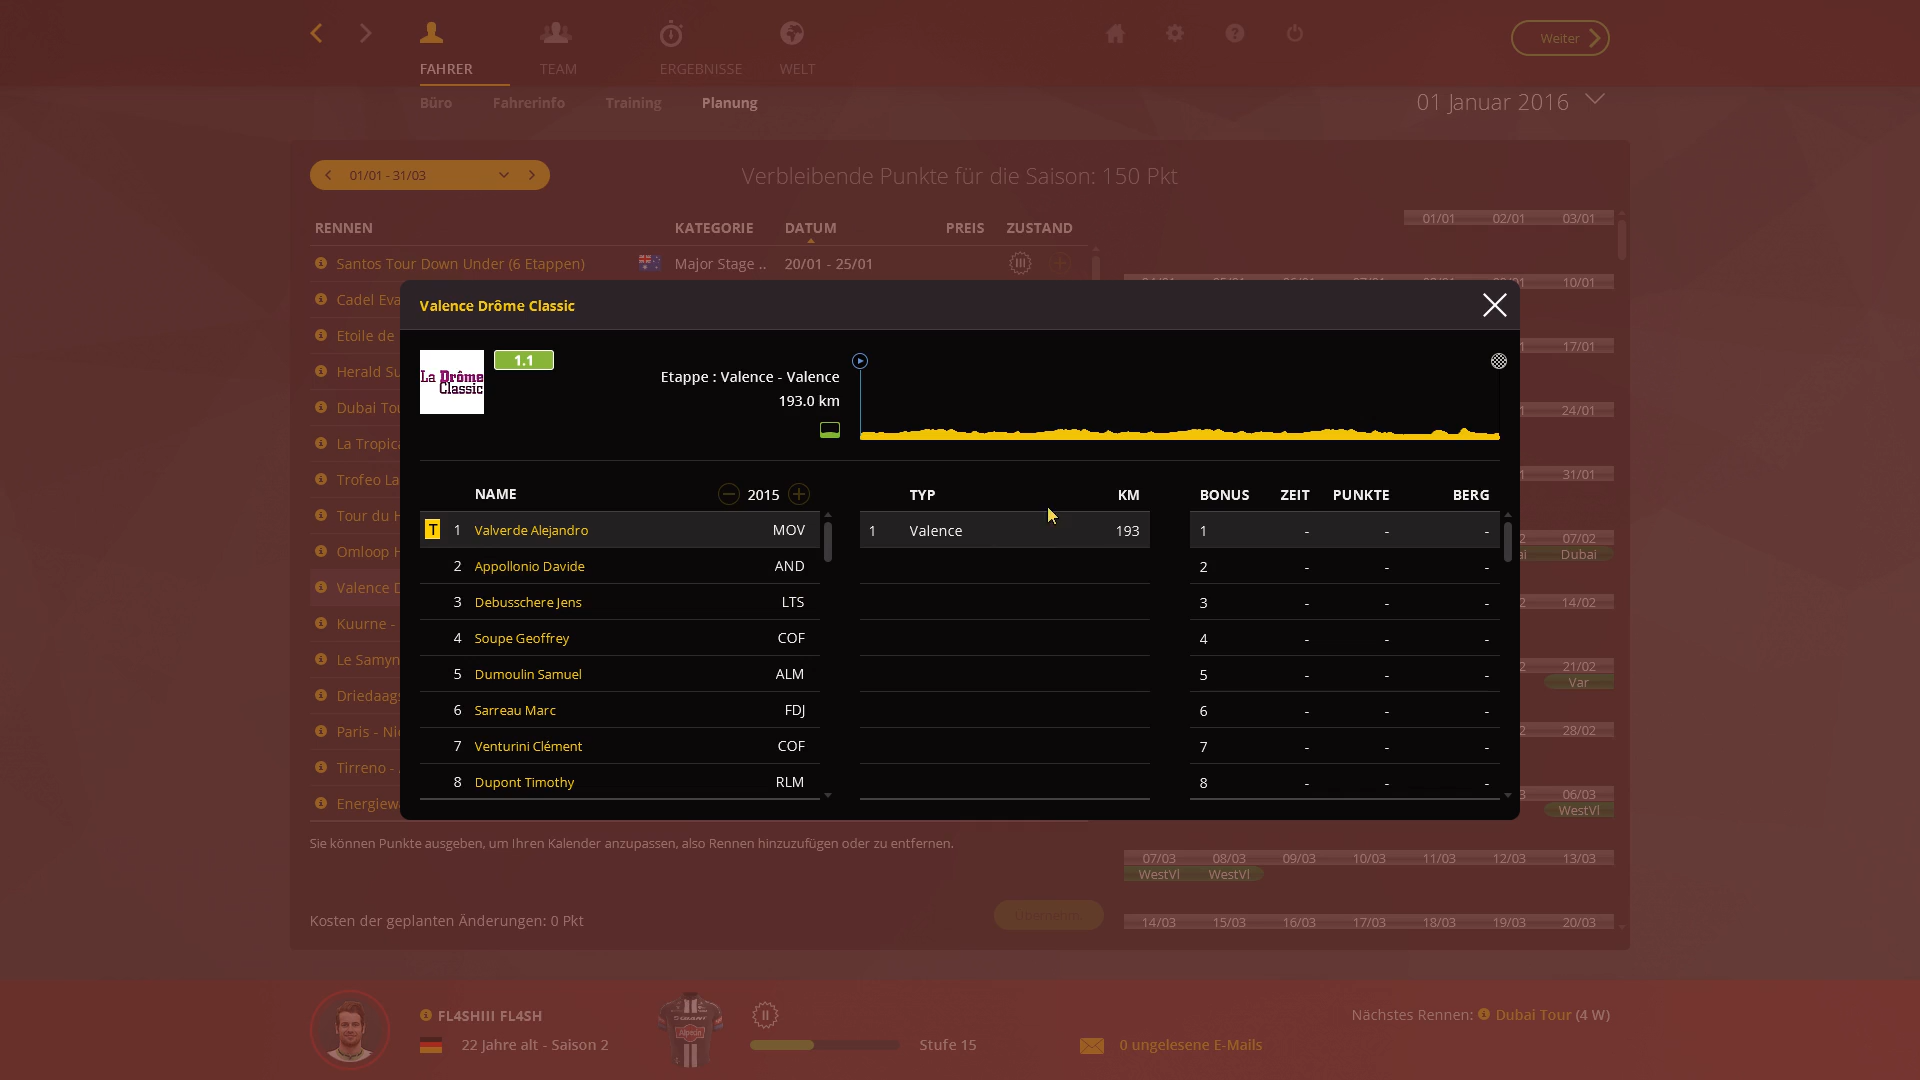 FAHRER
TEAM
ERGEBNISSE
WELT
Weiter
Büro
Fahrerinfo
Training
Planung
01 Januar 2016
01/01 - 31/03
Verbleibende Punkte für die Saison: 150 Pkt
RENNEN KATEGORIE DATUM PREIS ZUSTAND
Santos Tour Down Under (6 Etappen) Major Stage .. 20/01 - 25/01
Cadel Eva
Etoile de
Herald Su
Dubai Tou
La Tropica
Trofeo La
Tour du H
Omloop H
Valence D
Kuurne -
Le Samyn
Driedaags
Paris - Ni
Tirreno -
Energiewa
01/01 02/01 03/01
10/01
17/01
24/01
31/01
07/02
Dubai
14/02
21/02
Var
28/02
06/03
WestVl
07/03 08/03 09/03 10/03 11/03 12/03 13/03
WestVl WestVl
14/03 15/03 16/03 17/03 18/03 19/03 20/03
Valence Drôme Classic
La Drôme
Classic
1.1
Etappe : Valence - Valence
193.0 km
NAME 2015
T 1 Valverde Alejandro MOV
2 Appollonio Davide AND
3 Debusschere Jens LTS
4 Soupe Geoffrey COF
5 Dumoulin Samuel ALM
6 Sarreau Marc FDJ
7 Venturini Clément COF
8 Dupont Timothy RLM
TYP KM
1 Valence 193
BONUS ZEIT PUNKTE BERG
1 - - -
2 - - -
3 - - -
4 - - -
5 - - -
6 - - -
7 - - -
8 - - -
Sie können Punkte ausgeben, um Ihren Kalender anzupassen, also Rennen hinzuzufügen oder zu entfernen.
Kosten der geplanten Änderungen: 0 Pkt
FL4SHIII FL4SH
22 Jahre alt - Saison 2
Alpecin
II
Stufe 15
0 ungelesene E-Mails
Nächstes Rennen: Dubai Tour (4 W)